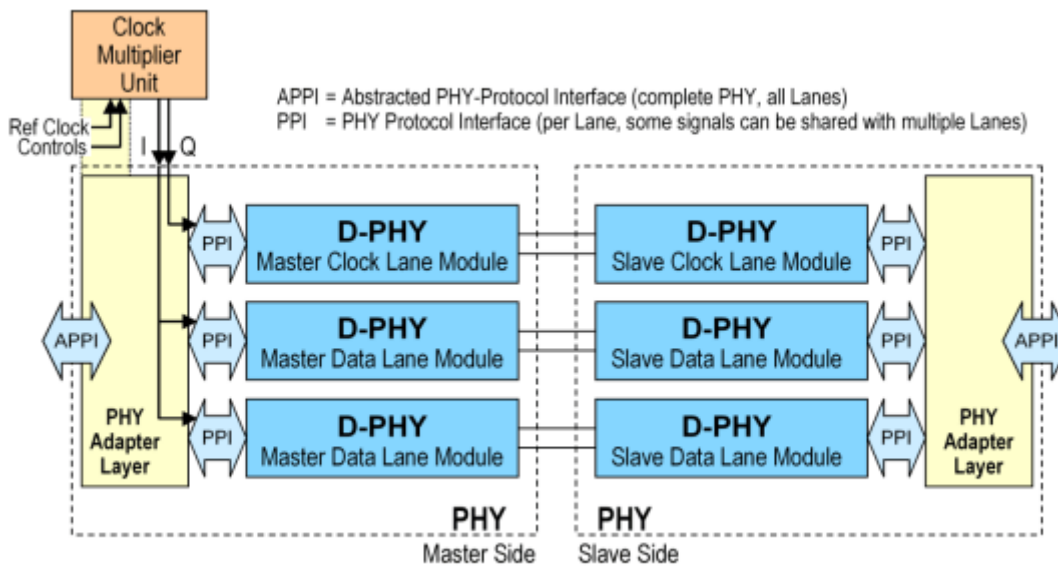 Clock
Multiplier
Unit
APPI = Abstracted PHY-Protocol Interface (complete PHY, all Lanes)
PPI = PHY Protocol Interface (per Lane, some signals can be shared with multiple Lanes)
Ref Clock
Controls
I
Q
PPI
D-PHY
Master Clock Lane Module
D-PHY
Slave Clock Lane Module
PPI
APPI
PPI
D-PHY
Master Data Lane Module
D-PHY
Slave Data Lane Module
PPI
APPI
PHY
Adapter
Layer
PPI
D-PHY
Master Data Lane Module
D-PHY
Slave Data Lane Module
PPI
PHY
Adapter
Layer
PHY
Master Side
PHY
Slave Side